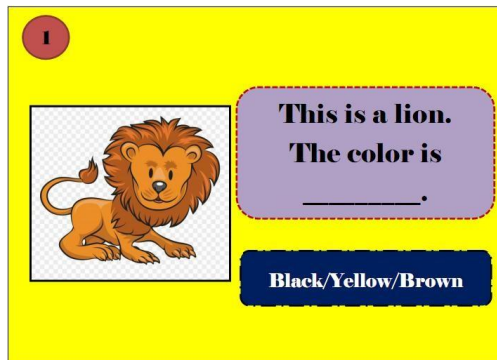 1
This is a lion.
The color is
_________.
Black/Yellow/Brown